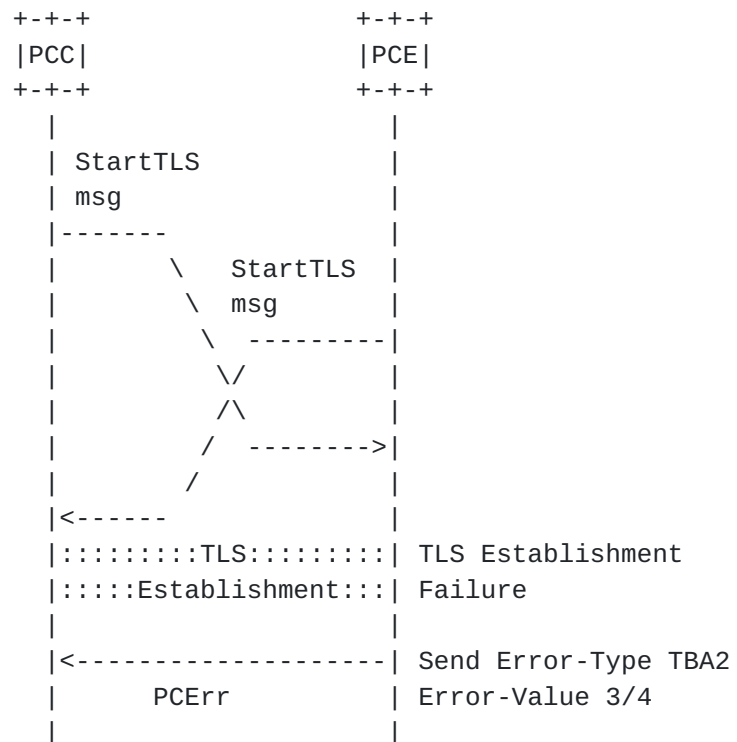 +-+-+                 +-+-+
|PCC|                 |PCE|
+-+-+                 +-+-+
  |                     |
  | StartTLS            |
  | msg                 |
  |-------              |
  |       \   StartTLS  |
  |        \  msg       |
  |         \  ---------|
  |          \/         |
  |          /\         |
  |         /  -------->|
  |        /            |
  |<------              |
  |:::::::::TLS:::::::::| TLS Establishment
  |:::::Establishment:::| Failure
  |                     |
  |<--------------------| Send Error-Type TBA2
  |      PCErr          | Error-Value 3/4
  |                     |